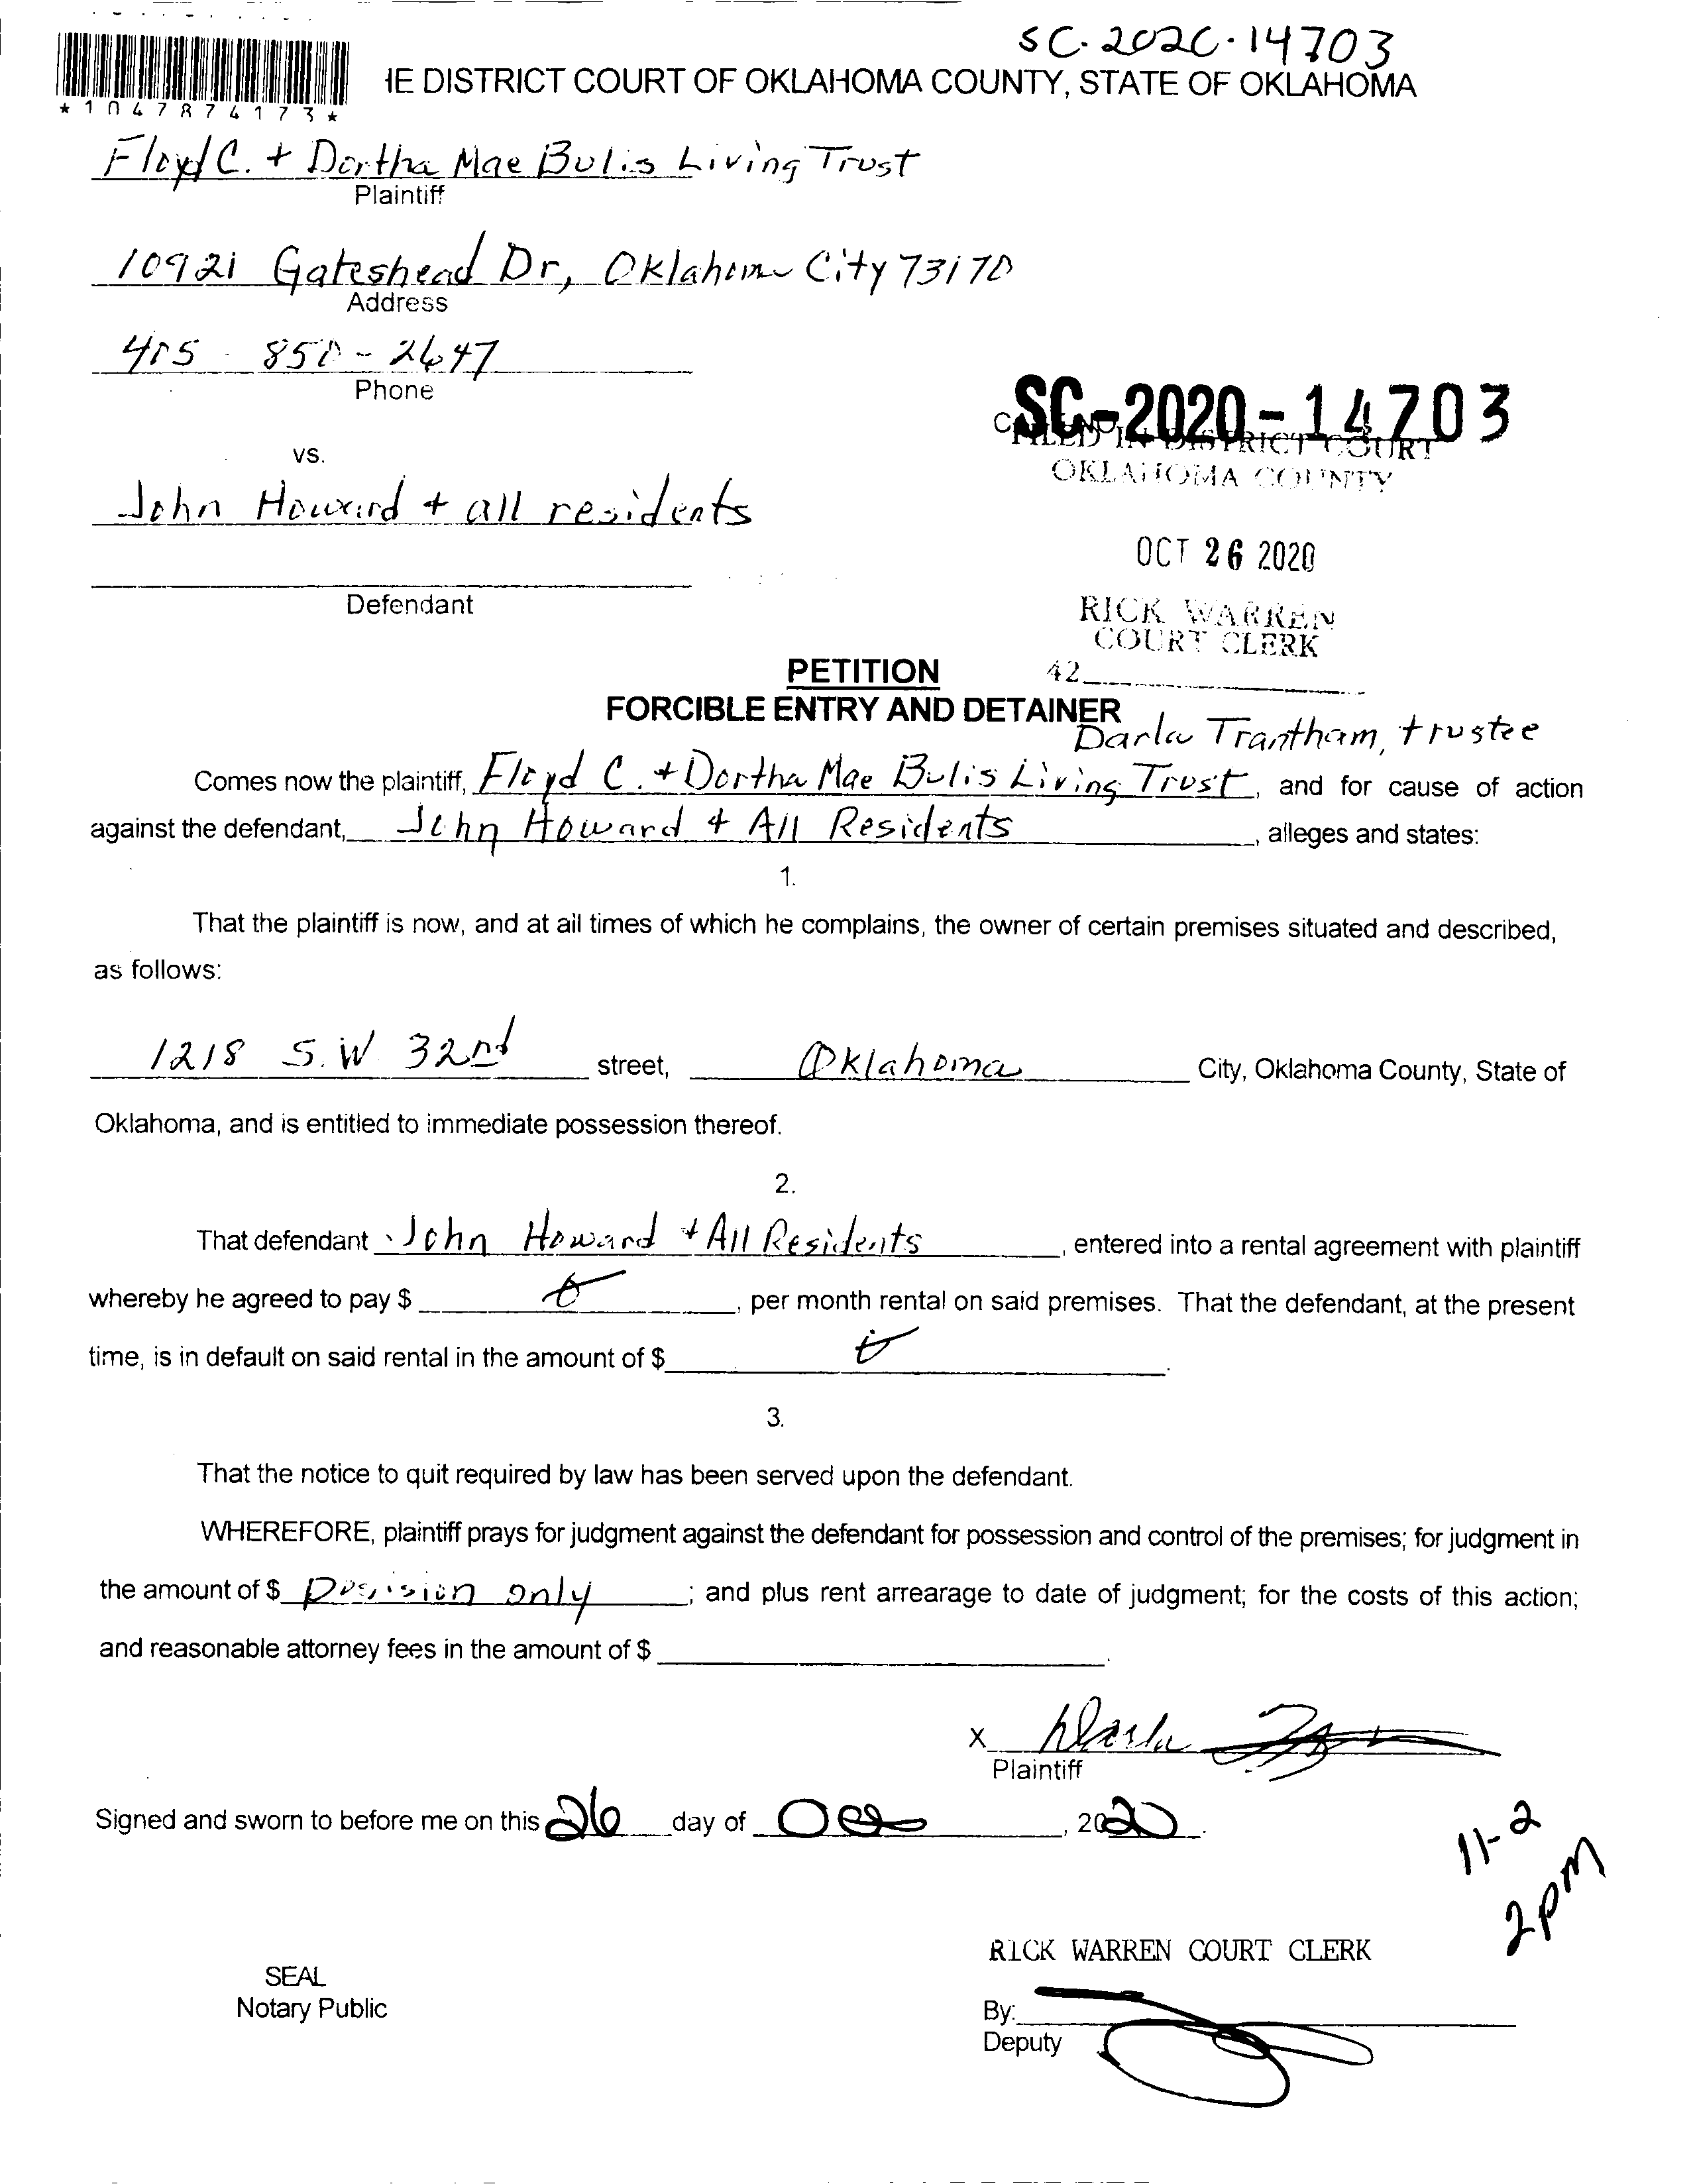 SC-2020-14703
*1047874173*
HE DISTRICT COURT OF OKLAHOMA COUNTY, STATE OF OKLAHOMA
Floyd C. + Dortha Mae Bulis Living Trust
Plaintiff
10921 Gateshead Dr, Oklahoma City 73170
Address
405-850-2647
Phone
SC-2020-14703
FILED IN DISTRICT COURT
OKLAHOMA COUNTY
vs.
John Howard + all residents
OCT 26 2020
Defendant
RICK WARREN
COURT CLERK
42
PETITION
FORCIBLE ENTRY AND DETAINER
Darla Trantham, trustee
Comes now the plaintiff, Floyd C. + Dortha Mae Bulis Living Trust, and for cause of action
against the defendant, John Howard + All Residents, alleges and states:
1.
That the plaintiff is now, and at all times of which he complains, the owner of certain premises situated and described,
as follows:
1218 S.W 32nd street, Oklahoma City, Oklahoma County, State of
Oklahoma, and is entitled to immediate possession thereof.
2.
That defendant John Howard + All Residents, entered into a rental agreement with plaintiff
whereby he agreed to pay $ 0, per month rental on said premises. That the defendant, at the present
time, is in default on said rental in the amount of $ 0.
3.
That the notice to quit required by law has been served upon the defendant.
WHEREFORE, plaintiff prays for judgment against the defendant for possession and control of the premises; for judgment in
the amount of $ only; and plus rent arrearage to date of judgment; for the costs of this action;
and reasonable attorney fees in the amount of $
x Darla
Plaintiff
Signed and sworn to before me on this 26 day of Oct, 2020.
11-2
2pm
RICK WARREN COURT CLERK
SEAL
Notary Public
By:
Deputy